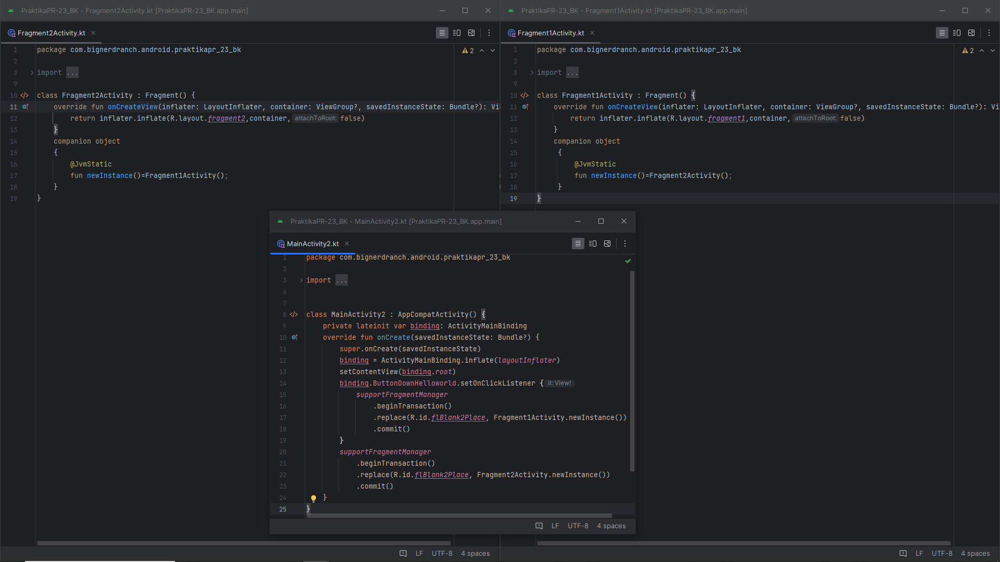 PraktikaPR-23_BK - Fragment2Activity.kt [PraktikaPR-23_BK.app.main]
Fragment2Activity.kt
2
1 package com.bignerdranch.android.praktikapr_23_bk
2
3 import ...
9
10 class Fragment2Activity : Fragment() {
11 override fun onCreateView(inflater: LayoutInflater, container: ViewGroup?, savedInstanceState: Bundle?): Vi
12 return inflater.inflate(R.layout.fragment2,container, attachToRoot: false)
13 }
14 companion object
15 {
16 @JvmStatic
17 fun newInstance()=Fragment1Activity();
18 }
19 }
LF UTF-8 4 spaces
PraktikaPR-23_BK - Fragment1Activity.kt [PraktikaPR-23_BK.app.main]
Fragment1Activity.kt
2
1 package com.bignerdranch.android.praktikapr_23_bk
2
3 import ...
9
10 class Fragment1Activity : Fragment() {
11 override fun onCreateView(inflater: LayoutInflater, container: ViewGroup?, savedInstanceState: Bundle?): Vi
12 return inflater.inflate(R.layout.fragment1,container, attachToRoot: false)
13 }
14 companion object
15 {
16 @JvmStatic
17 fun newInstance()=Fragment2Activity();
18 }
19 }
LF UTF-8 4 spaces
PraktikaPR-23_BK - MainActivity2.kt [PraktikaPR-23_BK.app.main]
MainActivity2.kt
1 package com.bignerdranch.android.praktikapr_23_bk
2
3 import ...
6
7
8 class MainActivity2 : AppCompatActivity() {
9 private lateinit var binding: ActivityMainBinding
10 override fun onCreate(savedInstanceState: Bundle?) {
11 super.onCreate(savedInstanceState)
12 binding = ActivityMainBinding.inflate(layoutInflater)
13 setContentView(binding.root)
14 binding.ButtonDownHelloworld.setOnClickListener { it: View!
15 supportFragmentManager
16 .beginTransaction()
17 .replace(R.id.flBlank2Place, Fragment1Activity.newInstance())
18 .commit()
19 }
20 supportFragmentManager
21 .beginTransaction()
22 .replace(R.id.flBlank2Place, Fragment2Activity.newInstance())
23 .commit()
24 }
25 }
LF UTF-8 4 spaces